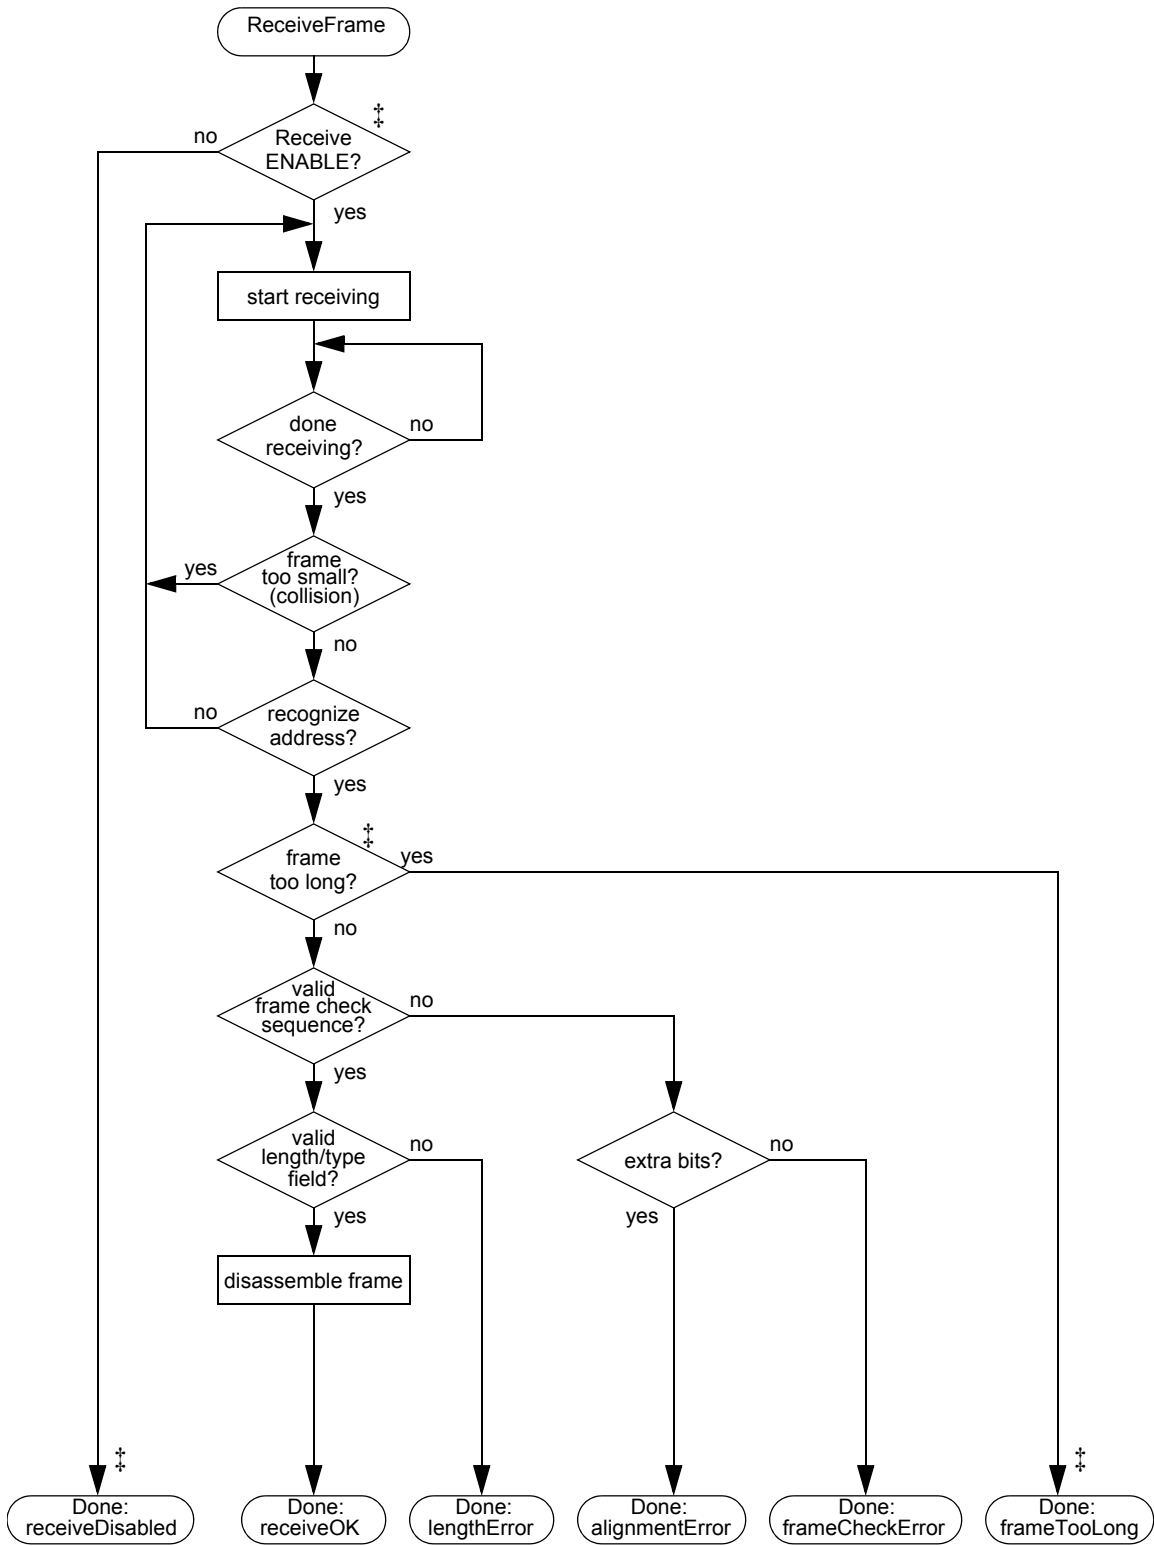 ReceiveFrame
‡
Receive
ENABLE?
no
yes
start receiving
done
receiving?
no
yes
frame
too small?
(collision)
yes
no
recognize
address?
no
yes
‡
frame
too long?
yes
no
valid
frame check
sequence?
no
yes
valid
length/type
field?
no
yes
extra bits?
no
yes
disassemble frame
‡
‡
Done:
receiveDisabled
Done:
receiveOK
Done:
lengthError
Done:
alignmentError
Done:
frameCheckError
Done:
frameTooLong